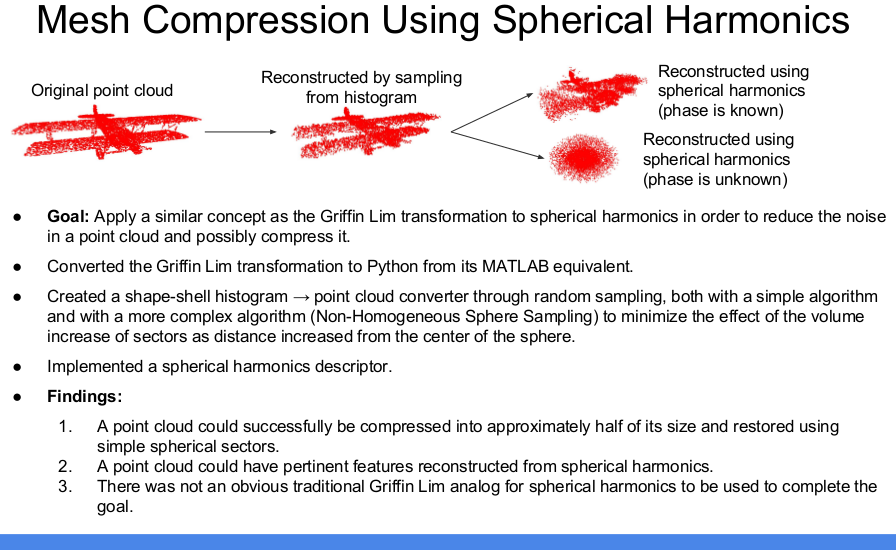 Mesh Compression Using Spherical Harmonics
Original point cloud
Reconstructed by sampling
from histogram
Reconstructed using
spherical harmonics
(phase is known)
Reconstructed using
spherical harmonics
(phase is unknown)
● Goal: Apply a similar concept as the Griffin Lim transformation to spherical harmonics in order to reduce the noise
in a point cloud and possibly compress it.
● Converted the Griffin Lim transformation to Python from its MATLAB equivalent.
● Created a shape-shell histogram → point cloud converter through random sampling, both with a simple algorithm
and with a more complex algorithm (Non-Homogeneous Sphere Sampling) to minimize the effect of the volume
increase of sectors as distance increased from the center of the sphere.
● Implemented a spherical harmonics descriptor.
● Findings:
1. A point cloud could successfully be compressed into approximately half of its size and restored using
simple spherical sectors.
2. A point cloud could have pertinent features reconstructed from spherical harmonics.
3. There was not an obvious traditional Griffin Lim analog for spherical harmonics to be used to complete the
goal.